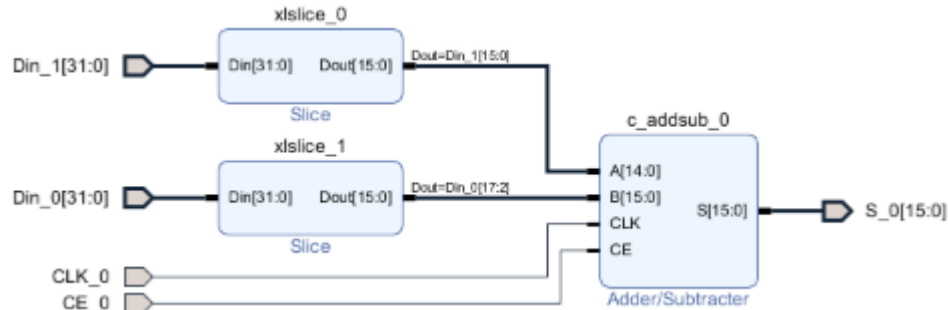 xlslice_0
Din_1[31:0]
Din[31:0] Dout[15:0]
Dout=Din_1[15:0]
Slice
xlslice_1
Din_0[31:0]
Din[31:0] Dout[15:0]
Dout=Din_0[17:2]
Slice
CLK_0
CE_0
c_addsub_0
A[14:0]
B[15:0]
CLK
CE
S[15:0]
S_0[15:0]
Adder/Subtracter